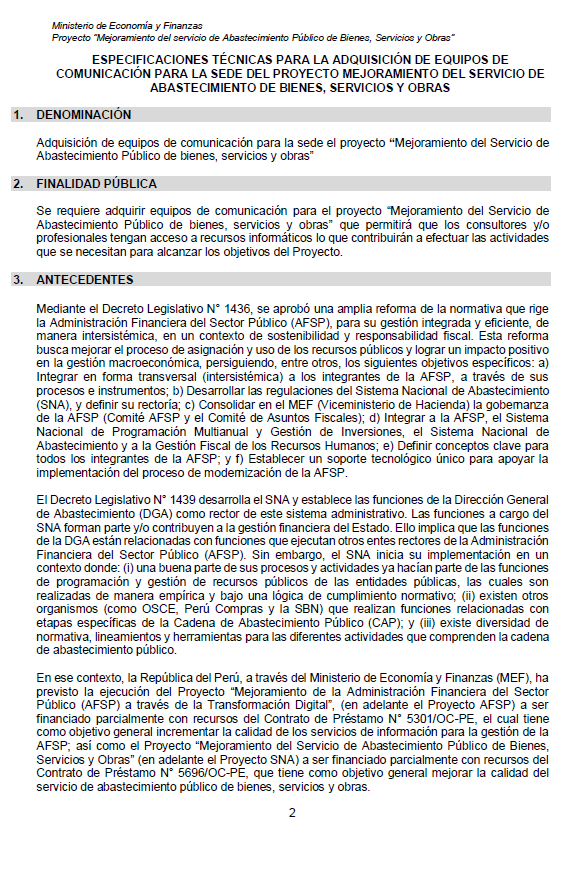 Ministerio de Economía y Finanzas
Proyecto “Mejoramiento del servicio de Abastecimiento Público de Bienes, Servicios y Obras”
ESPECIFICACIONES TÉCNICAS PARA LA ADQUISICIÓN DE EQUIPOS DE
COMUNICACIÓN PARA LA SEDE DEL PROYECTO MEJORAMIENTO DEL SERVICIO DE
ABASTECIMIENTO DE BIENES, SERVICIOS Y OBRAS
1. DENOMINACIÓN
Adquisición de equipos de comunicación para la sede el proyecto “Mejoramiento del Servicio de
Abastecimiento Público de bienes, servicios y obras”
2. FINALIDAD PÚBLICA
Se requiere adquirir equipos de comunicación para el proyecto “Mejoramiento del Servicio de
Abastecimiento Público de bienes, servicios y obras” que permitirá que los consultores y/o
profesionales tengan acceso a recursos informáticos lo que contribuirán a efectuar las actividades
que se necesitan para alcanzar los objetivos del Proyecto.
3. ANTECEDENTES
Mediante el Decreto Legislativo N° 1436, se aprobó una amplia reforma de la normativa que rige
la Administración Financiera del Sector Público (AFSP), para su gestión integrada y eficiente, de
manera intersistémica, en un contexto de sostenibilidad y responsabilidad fiscal. Esta reforma
busca mejorar el proceso de asignación y uso de los recursos públicos y lograr un impacto positivo
en la gestión macroeconómica, persiguiendo, entre otros, los siguientes objetivos específicos: a)
Integrar en forma transversal (intersistémica) a los integrantes de la AFSP, a través de sus
procesos e instrumentos; b) Desarrollar las regulaciones del Sistema Nacional de Abastecimiento
(SNA), y definir su rectoría; c) Consolidar en el MEF (Viceministerio de Hacienda) la gobernanza
de la AFSP (Comité AFSP y el Comité de Asuntos Fiscales); d) Integrar a la AFSP, el Sistema
Nacional de Programación Multianual y Gestión de Inversiones, el Sistema Nacional de
Abastecimiento y a la Gestión Fiscal de los Recursos Humanos; e) Definir conceptos clave para
todos los integrantes de la AFSP; y f) Establecer un soporte tecnológico único para apoyar la
implementación del proceso de modernización de la AFSP.
El Decreto Legislativo N° 1439 desarrolla el SNA y establece las funciones de la Dirección General
de Abastecimiento (DGA) como rector de este sistema administrativo. Las funciones a cargo del
SNA forman parte y/o contribuyen a la gestión financiera del Estado. Ello implica que las funciones
de la DGA están relacionadas con funciones que ejecutan otros entes rectores de la Administración
Financiera del Sector Público (AFSP). Sin embargo, el SNA inicia su implementación en un
contexto donde: (i) una buena parte de sus procesos y actividades ya hacían parte de las funciones
de programación y gestión de recursos públicos de las entidades públicas, las cuales son
realizadas de manera empírica y bajo una lógica de cumplimiento normativo; (ii) existen otros
organismos (como OSCE, Perú Compras y la SBN) que realizan funciones relacionadas con
etapas específicas de la Cadena de Abastecimiento Público (CAP); y (iii) existe diversidad de
normativa, lineamientos y herramientas para las diferentes actividades que comprenden la cadena
de abastecimiento público.
En ese contexto, la República del Perú, a través del Ministerio de Economía y Finanzas (MEF), ha
previsto la ejecución del Proyecto “Mejoramiento de la Administración Financiera del Sector
Público (AFSP) a través de la Transformación Digital”, (en adelante el Proyecto AFSP) a ser
financiado parcialmente con recursos del Contrato de Préstamo N° 5301/OC-PE, el cual tiene
como objetivo general incrementar la calidad de los servicios de información para la gestión de la
AFSP; así como el Proyecto “Mejoramiento del Servicio de Abastecimiento Público de Bienes,
Servicios y Obras” (en adelante el Proyecto SNA) a ser financiado parcialmente con recursos del
Contrato de Préstamo N° 5696/OC-PE, que tiene como objetivo general mejorar la calidad del
servicio de abastecimiento público de bienes, servicios y obras.
2